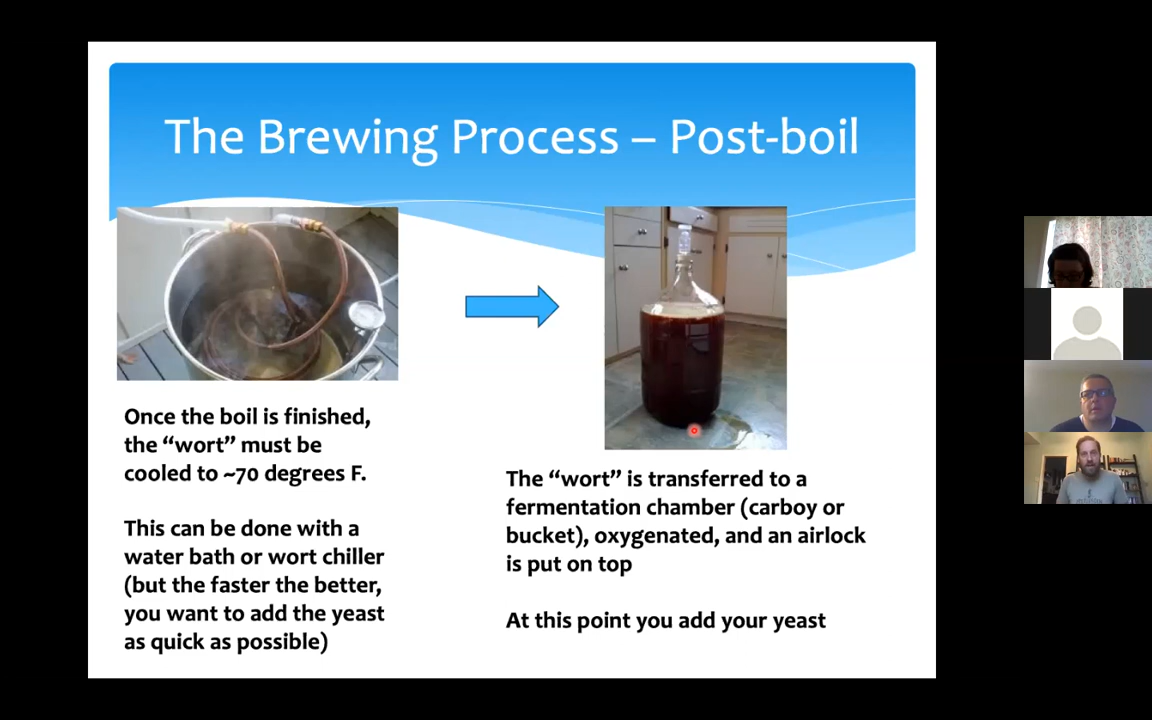 The Brewing Process – Post-boil
Once the boil is finished,
the “wort” must be
cooled to ~70 degrees F.
This can be done with a
water bath or wort chiller
(but the faster the better,
you want to add the yeast
as quick as possible)
The “wort” is transferred to a
fermentation chamber (carboy or
bucket), oxygenated, and an airlock
is put on top
At this point you add your yeast